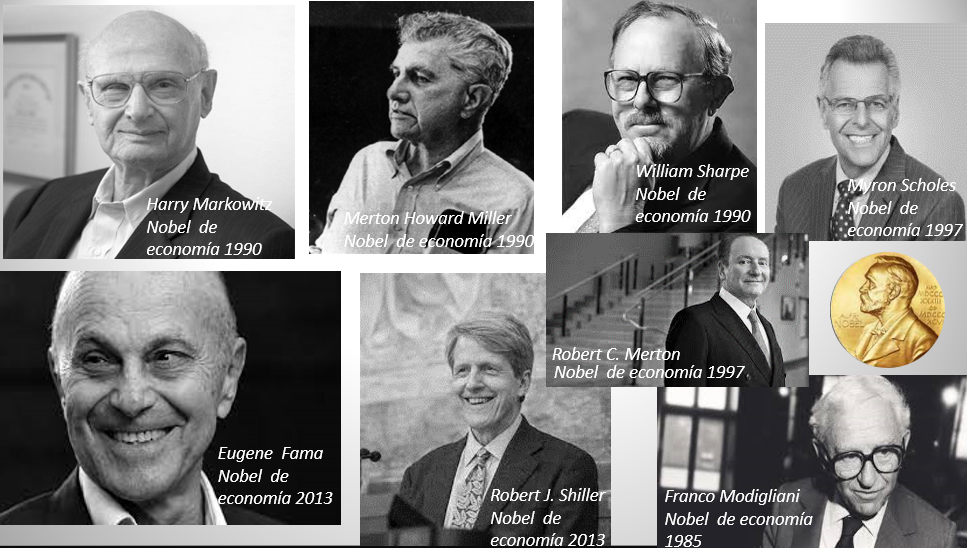 Harry Markowitz
Nobel de
economía 1990
Merton Howard Miller
Nobel de economía 1990
William Sharpe
Nobel de
economía 1990
Myron Scholes
Nobel de
economía 1997
Robert C. Merton
Nobel de economía 1997
Eugene Fama
Nobel de
economía 2013
Robert J. Shiller
Nobel de
economía 2013
Franco Modigliani
Nobel de economía
1985